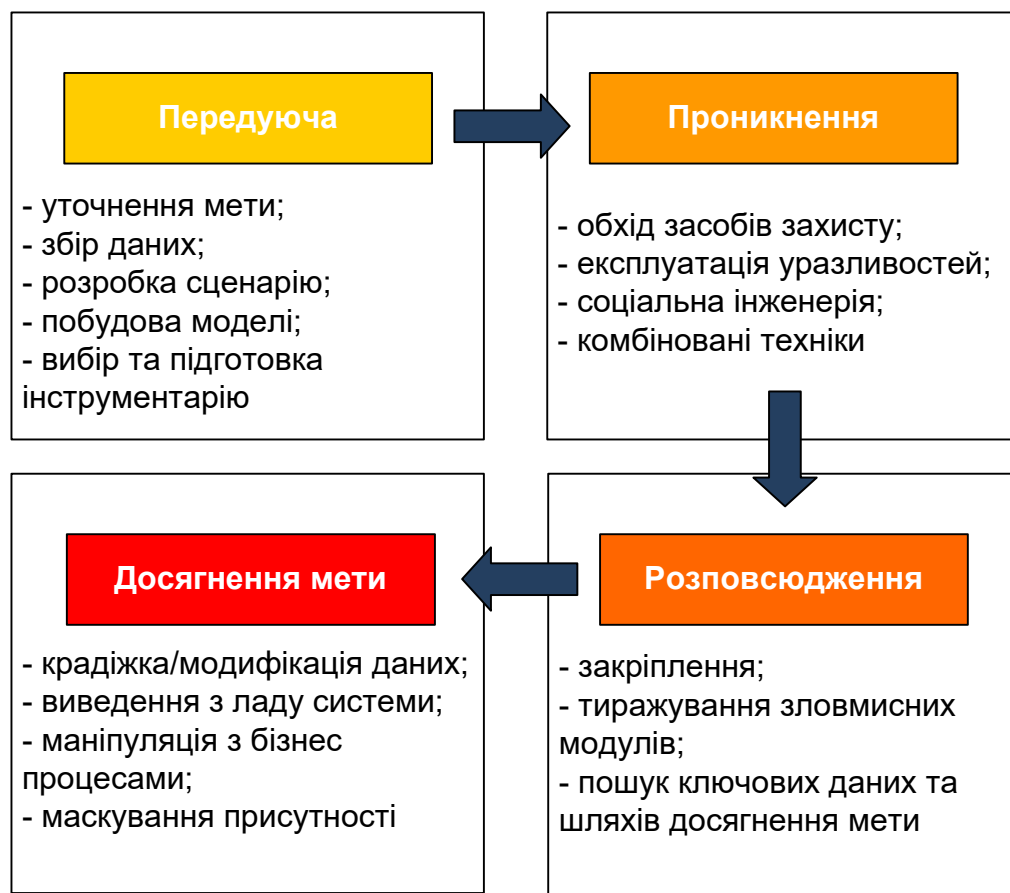 Передуюча
- уточнення мети;
- збір даних;
- розробка сценарію;
- побудова моделі;
- вибір та підготовка
інструментарію
Проникнення
- обхід засобів захисту;
- експлуатація уразливостей;
- соціальна інженерія;
- комбіновані техніки
Розповсюдження
- закріплення;
- тиражування зловмисних
модулів;
- пошук ключових даних та
шляхів досягнення мети
Досягнення мети
- крадіжка/модифікація даних;
- виведення з ладу системи;
- маніпуляція з бізнес
процесами;
- маскування присутності